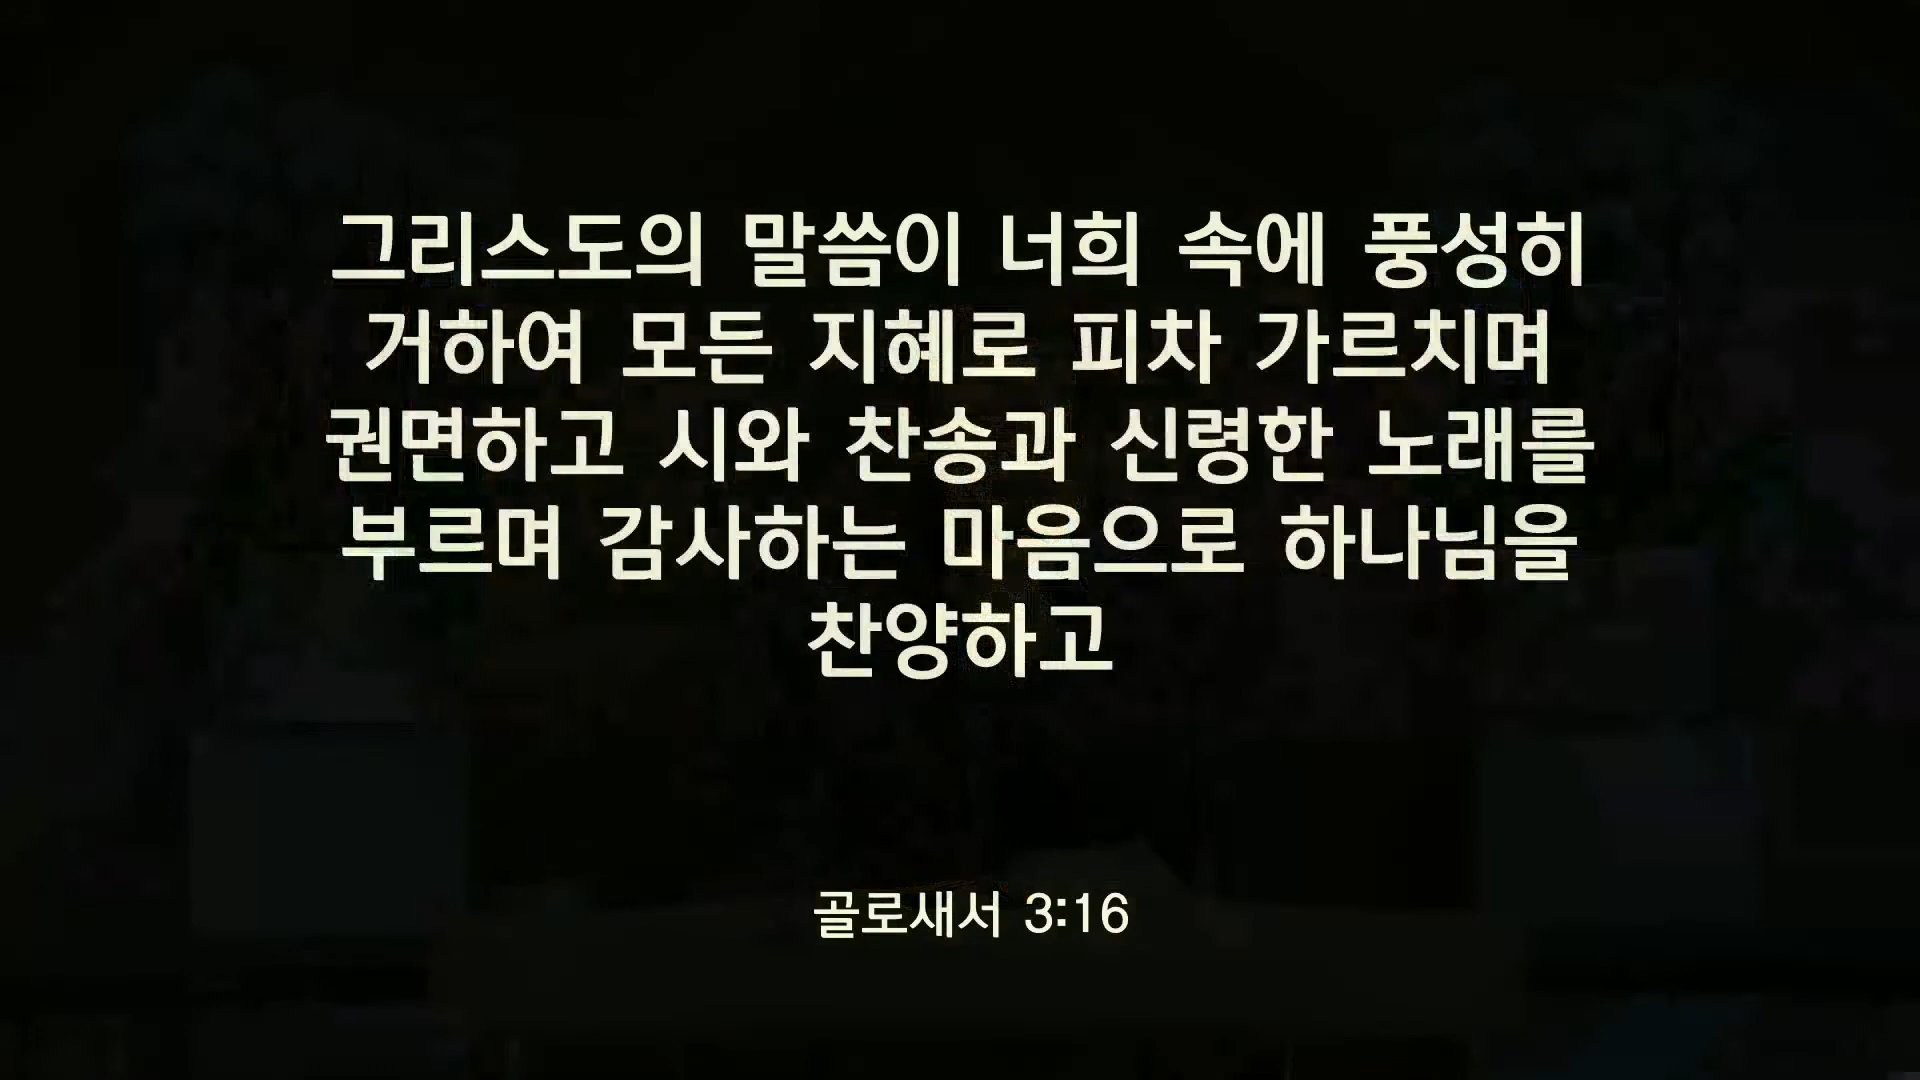 그리스도의 말씀이 너희 속에 풍성히
거하여 모든 지혜로 피차 가르치며
권면하고 시와 찬송과 신령한 노래를
부르며 감사하는 마음으로 하나님을
찬양하고
골로새서 3:16